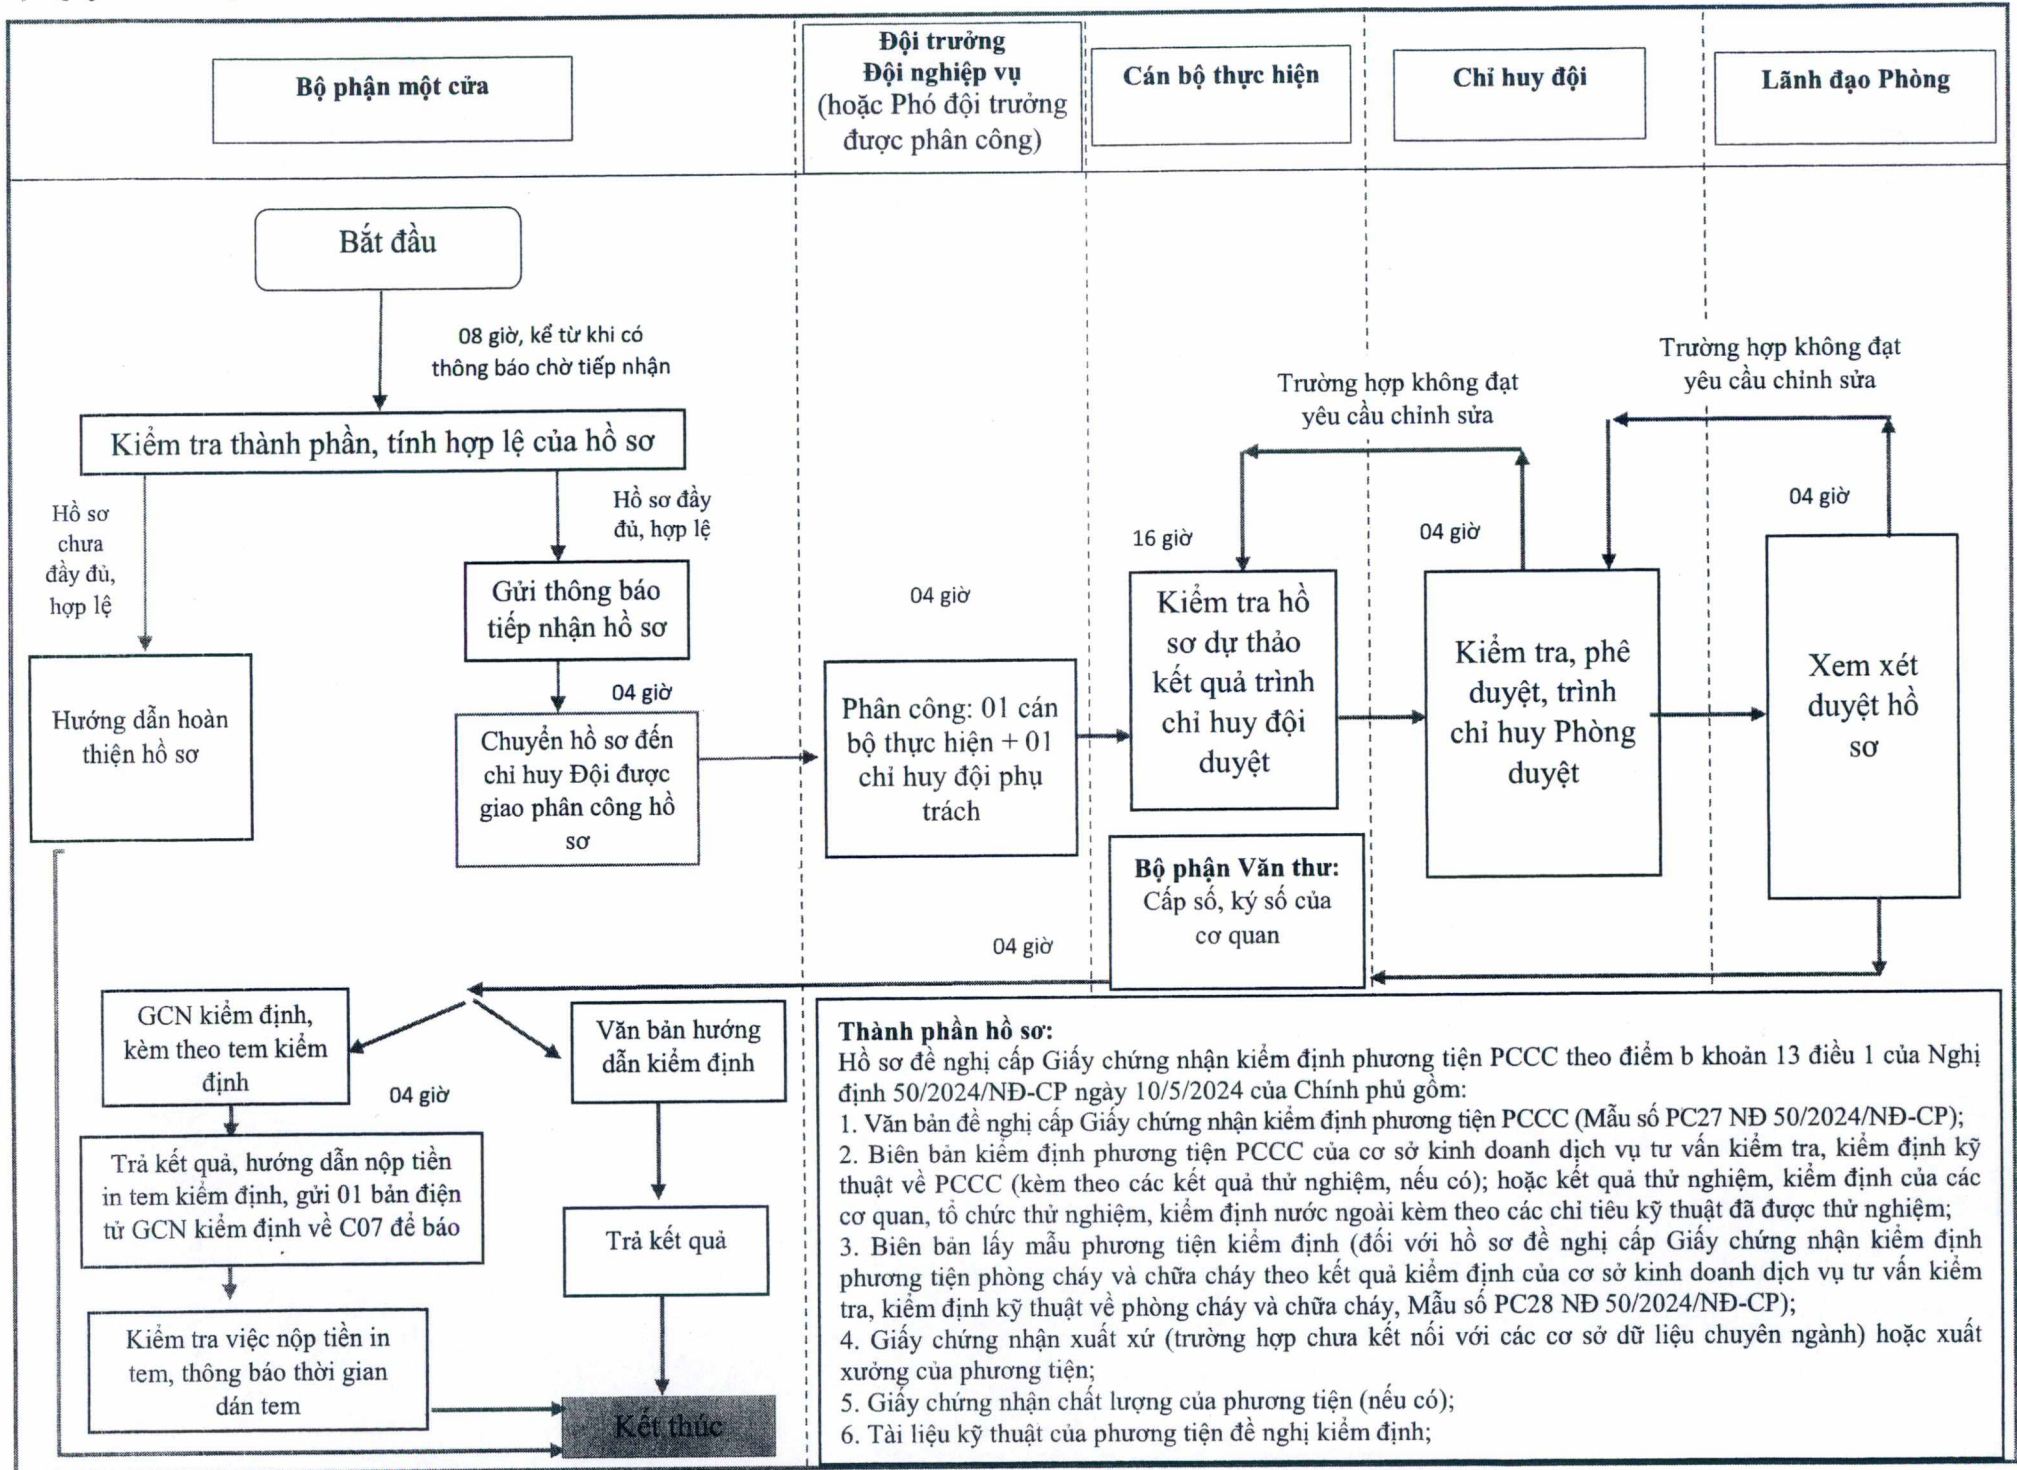 Bộ phận một cửa
Đội trưởng
Đội nghiệp vụ
(hoặc Phó đội trưởng
được phân công)
Cán bộ thực hiện
Chỉ huy đội
Lãnh đạo Phòng
Bắt đầu
08 giờ, kể từ khi có
thông báo chờ tiếp nhận
Kiểm tra thành phần, tính hợp lệ của hồ sơ
Hồ sơ
chưa
đầy đủ,
hợp lệ
Hồ sơ đầy
đủ, hợp lệ
Hướng dẫn hoàn
thiện hồ sơ
Gửi thông báo
tiếp nhận hồ sơ
04 giờ
Chuyển hồ sơ đến
chỉ huy Đội được
giao phân công hồ
sơ
04 giờ
Phân công: 01 cán
bộ thực hiện + 01
chỉ huy đội phụ
trách
Trường hợp không đạt
yêu cầu chỉnh sửa
16 giờ
Kiểm tra hồ
sơ dự thảo
kết quả trình
chỉ huy đội
duyệt
04 giờ
Kiểm tra, phê
duyệt, trình
chỉ huy Phòng
duyệt
Trường hợp không đạt
yêu cầu chỉnh sửa
04 giờ
Xem xét
duyệt hồ
sơ
Bộ phận Văn thư:
Cấp số, ký số của
cơ quan
04 giờ
GCN kiểm định,
kèm theo tem kiểm
định
04 giờ
Văn bản hướng
dẫn kiểm định
Trả kết quả, hướng dẫn nộp tiền
in tem kiểm định, gửi 01 bản điện
tử GCN kiểm định về C07 để báo
Trả kết quả
Kiểm tra việc nộp tiền in
tem, thông báo thời gian
dán tem
Kết thúc
Thành phần hồ sơ:
Hồ sơ đề nghị cấp Giấy chứng nhận kiểm định phương tiện PCCC theo điểm b khoản 13 điều 1 của Nghị
định 50/2024/NĐ-CP ngày 10/5/2024 của Chính phủ gồm:
1. Văn bản đề nghị cấp Giấy chứng nhận kiểm định phương tiện PCCC (Mẫu số PC27 NĐ 50/2024/NĐ-CP);
2. Biên bản kiểm định phương tiện PCCC của cơ sở kinh doanh dịch vụ tư vấn kiểm tra, kiểm định kỹ
thuật về PCCC (kèm theo các kết quả thử nghiệm, nếu có); hoặc kết quả thử nghiệm, kiểm định của các
cơ quan, tổ chức thử nghiệm, kiểm định nước ngoài kèm theo các chỉ tiêu kỹ thuật đã được thử nghiệm;
3. Biên bản lấy mẫu phương tiện kiểm định (đối với hồ sơ đề nghị cấp Giấy chứng nhận kiểm định
phương tiện phòng cháy và chữa cháy theo kết quả kiểm định của cơ sở kinh doanh dịch vụ tư vấn kiểm
tra, kiểm định kỹ thuật về phòng cháy và chữa cháy, Mẫu số PC28 NĐ 50/2024/NĐ-CP);
4. Giấy chứng nhận xuất xứ (trường hợp chưa kết nối với các cơ sở dữ liệu chuyên ngành) hoặc xuất
xưởng của phương tiện;
5. Giấy chứng nhận chất lượng của phương tiện (nếu có);
6. Tài liệu kỹ thuật của phương tiện đề nghị kiểm định;